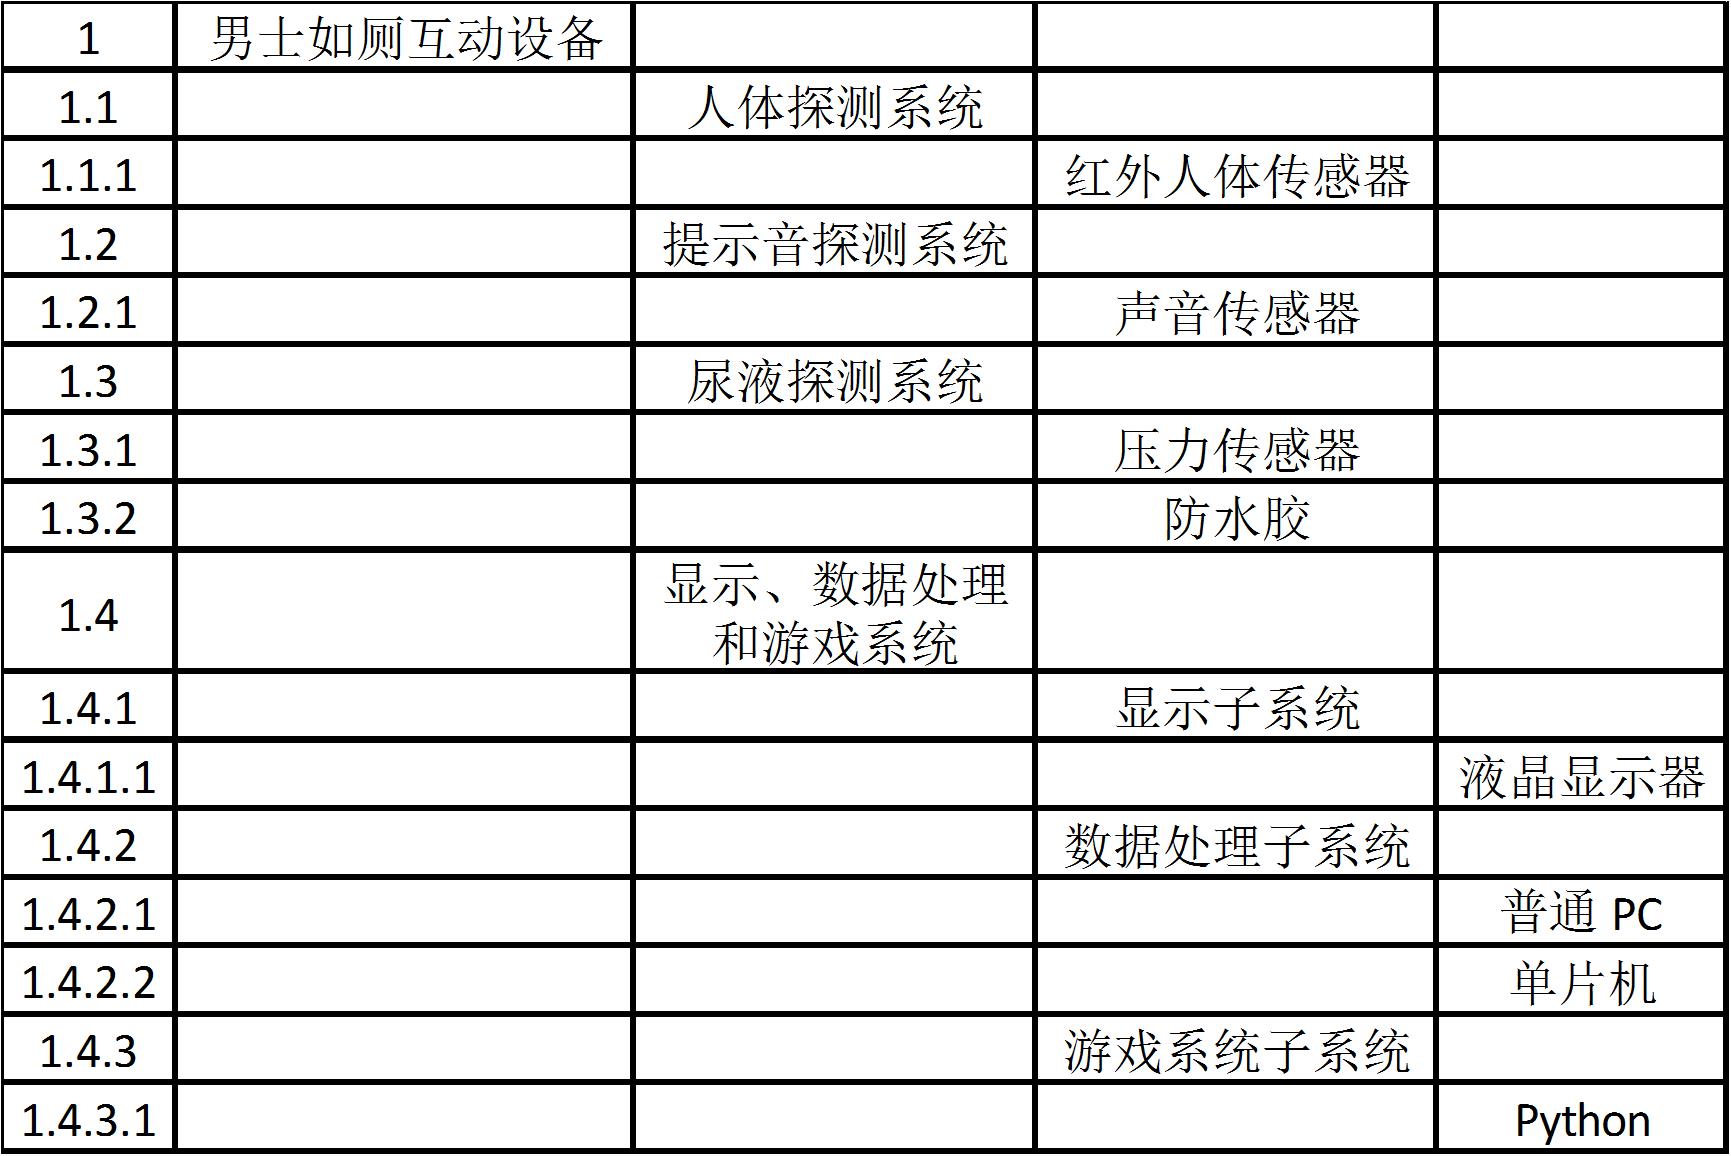 1 男士如厕互动设备
1.1 人体探测系统
1.1.1 红外人体传感器
1.2 提示音探测系统
1.2.1 声音传感器
1.3 尿液探测系统
1.3.1 压力传感器
1.3.2 防水胶
1.4 显示、数据处理
和游戏系统
1.4.1 显示子系统
1.4.1.1 液晶显示器
1.4.2 数据处理子系统
1.4.2.1 普通 PC
1.4.2.2 单片机
1.4.3 游戏系统子系统
1.4.3.1 Python